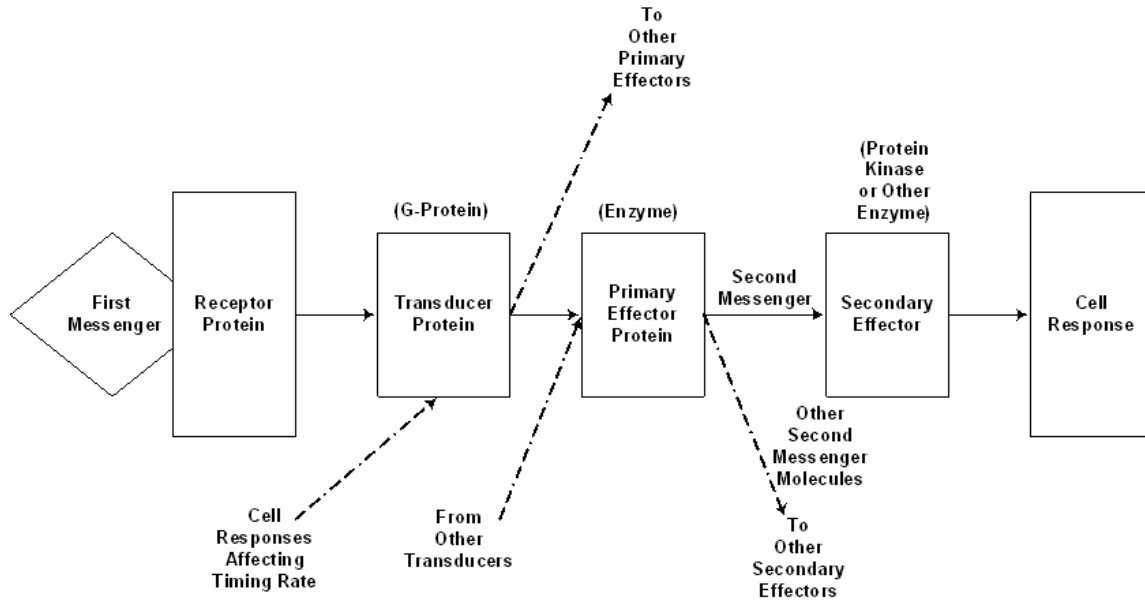 To
Other
Primary
Effectors
(Protein
Kinase
or Other
Enzyme)
(G-Protein)
(Enzyme)
First
Messenger
Receptor
Protein
Transducer
Protein
Primary
Effector
Protein
Second
Messenger
Secondary
Effector
Cell
Response
Other
Second
Messenger
Molecules
Cell
Responses
Affecting
Timing Rate
From
Other
Transducers
To
Other
Secondary
Effectors